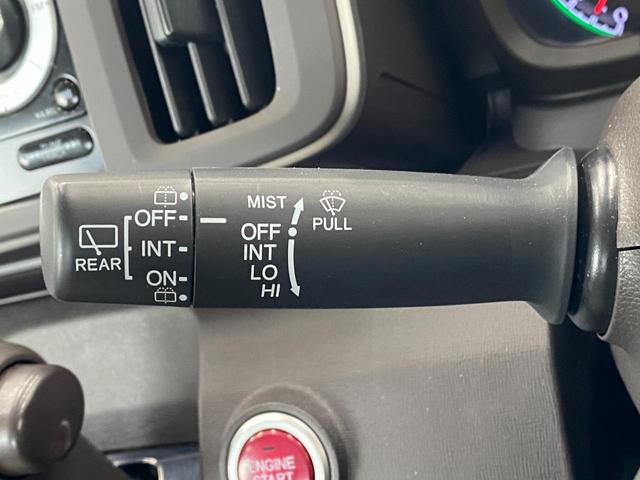 REAR
OFF
INT
ON
MIST
OFF
INT
LO
HI
PULL
ENGINE
START